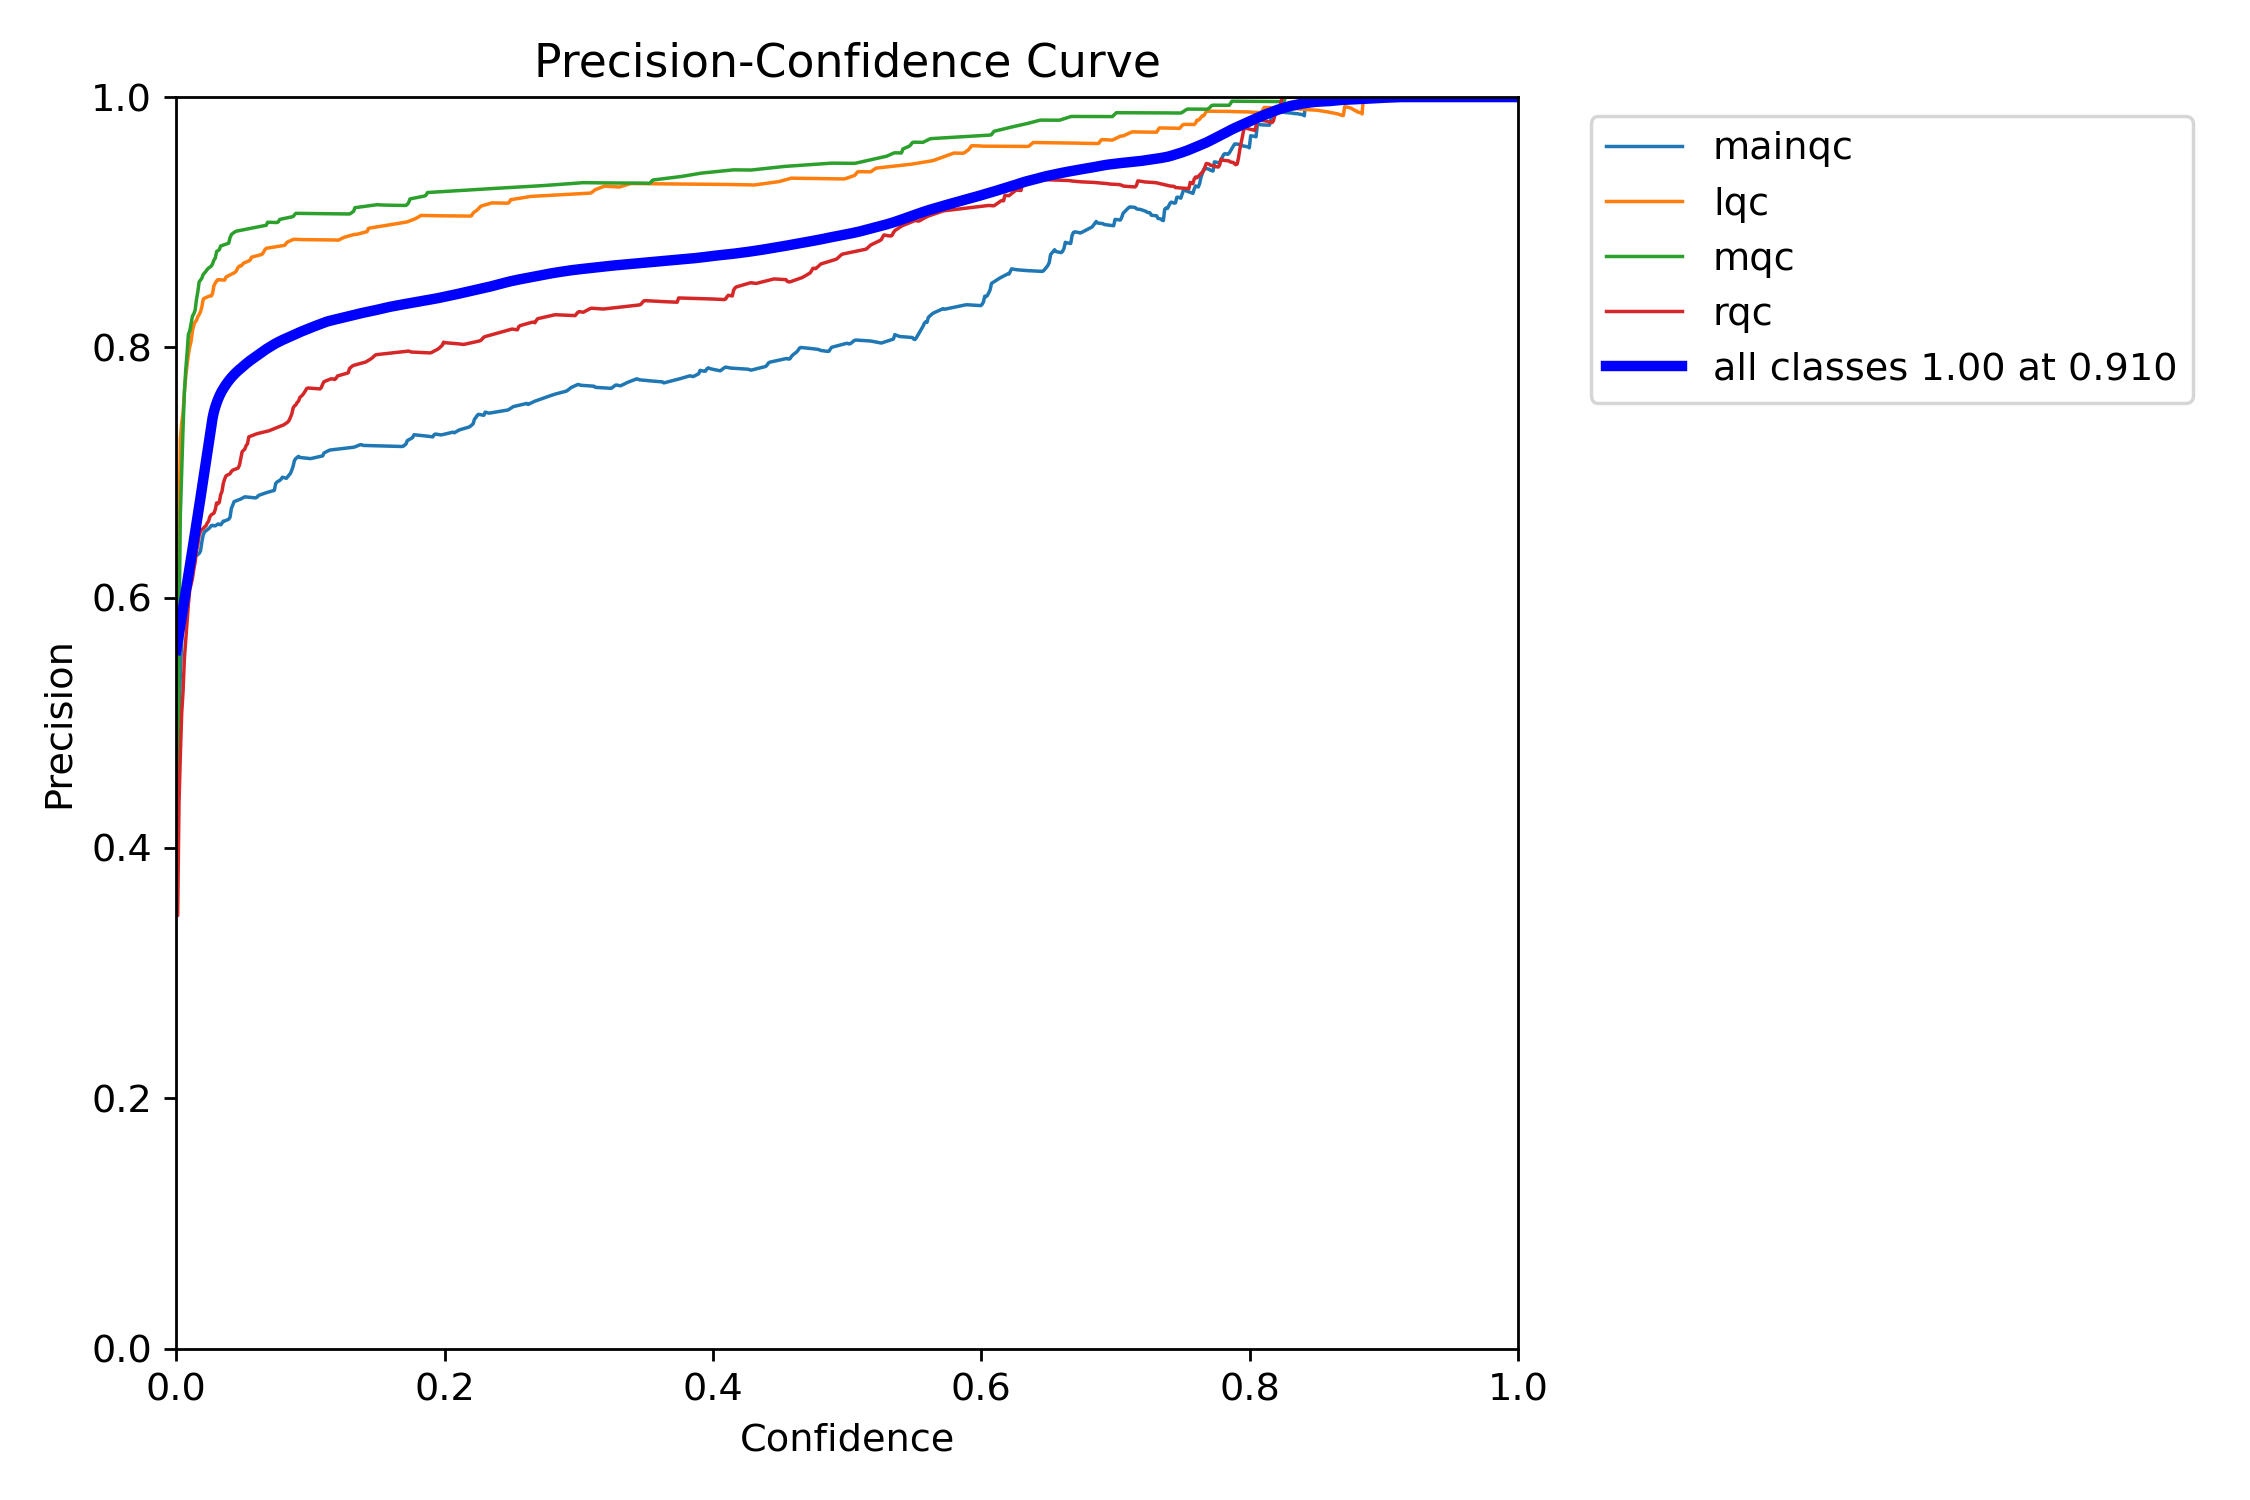 Precision-Confidence Curve
1.0
0.8
0.6
0.4
0.2
0.0
Precision
0.0 0.2 0.4 0.6 0.8 1.0
Confidence
mainqc
lqc
mqc
rqc
all classes 1.00 at 0.910